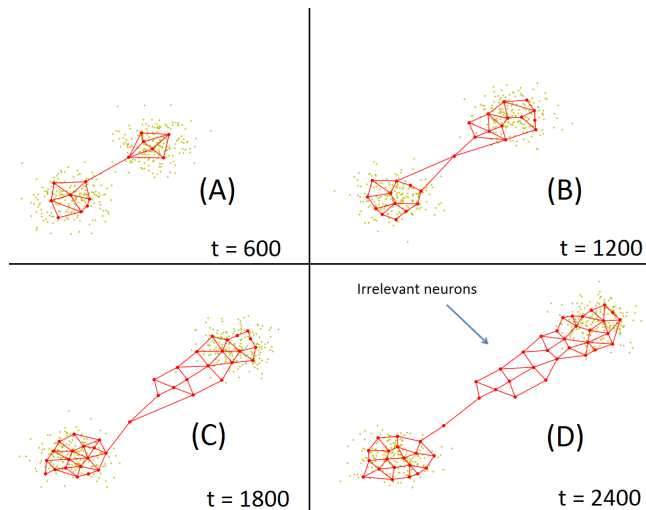 (A)
t = 600
(B)
t = 1200
Irrelevant neurons
(C)
t = 1800
(D)
t = 2400